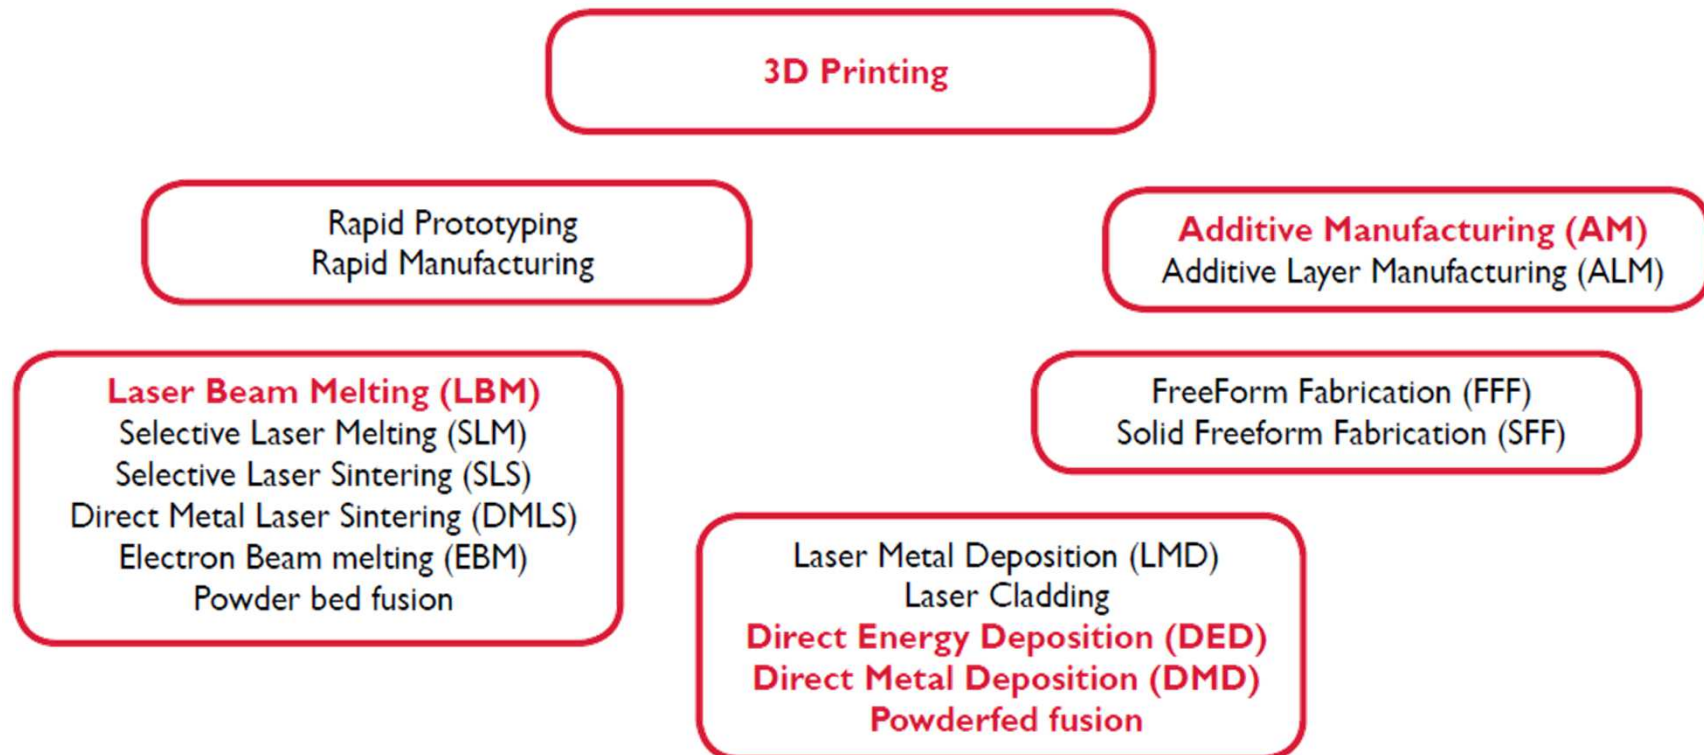 3D Printing
Rapid Prototyping
Rapid Manufacturing
Additive Manufacturing (AM)
Additive Layer Manufacturing (ALM)
Laser Beam Melting (LBM)
Selective Laser Melting (SLM)
Selective Laser Sintering (SLS)
Direct Metal Laser Sintering (DMLS)
Electron Beam melting (EBM)
Powder bed fusion
FreeForm Fabrication (FFF)
Solid Freeform Fabrication (SFF)
Laser Metal Deposition (LMD)
Laser Cladding
Direct Energy Deposition (DED)
Direct Metal Deposition (DMD)
Powderfed fusion